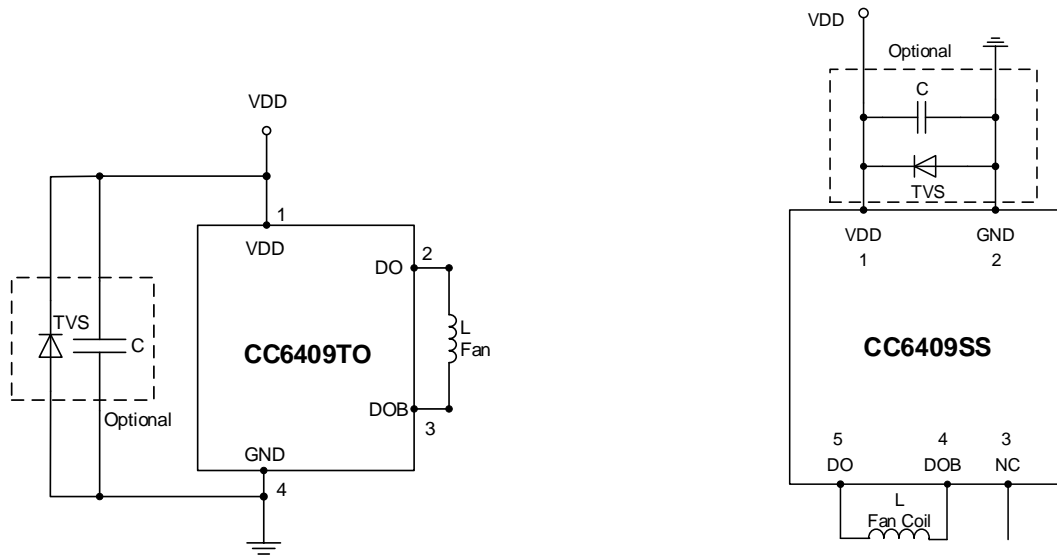 VDD
1
VDD
DO
2
L
Fan
TVS
C
CC6409TO
Optional
DOB
3
GND
4
VDD
Optional
C
TVS
VDD
GND
1
2
CC6409SS
5
4
3
DO
DOB
NC
L
Fan Coil